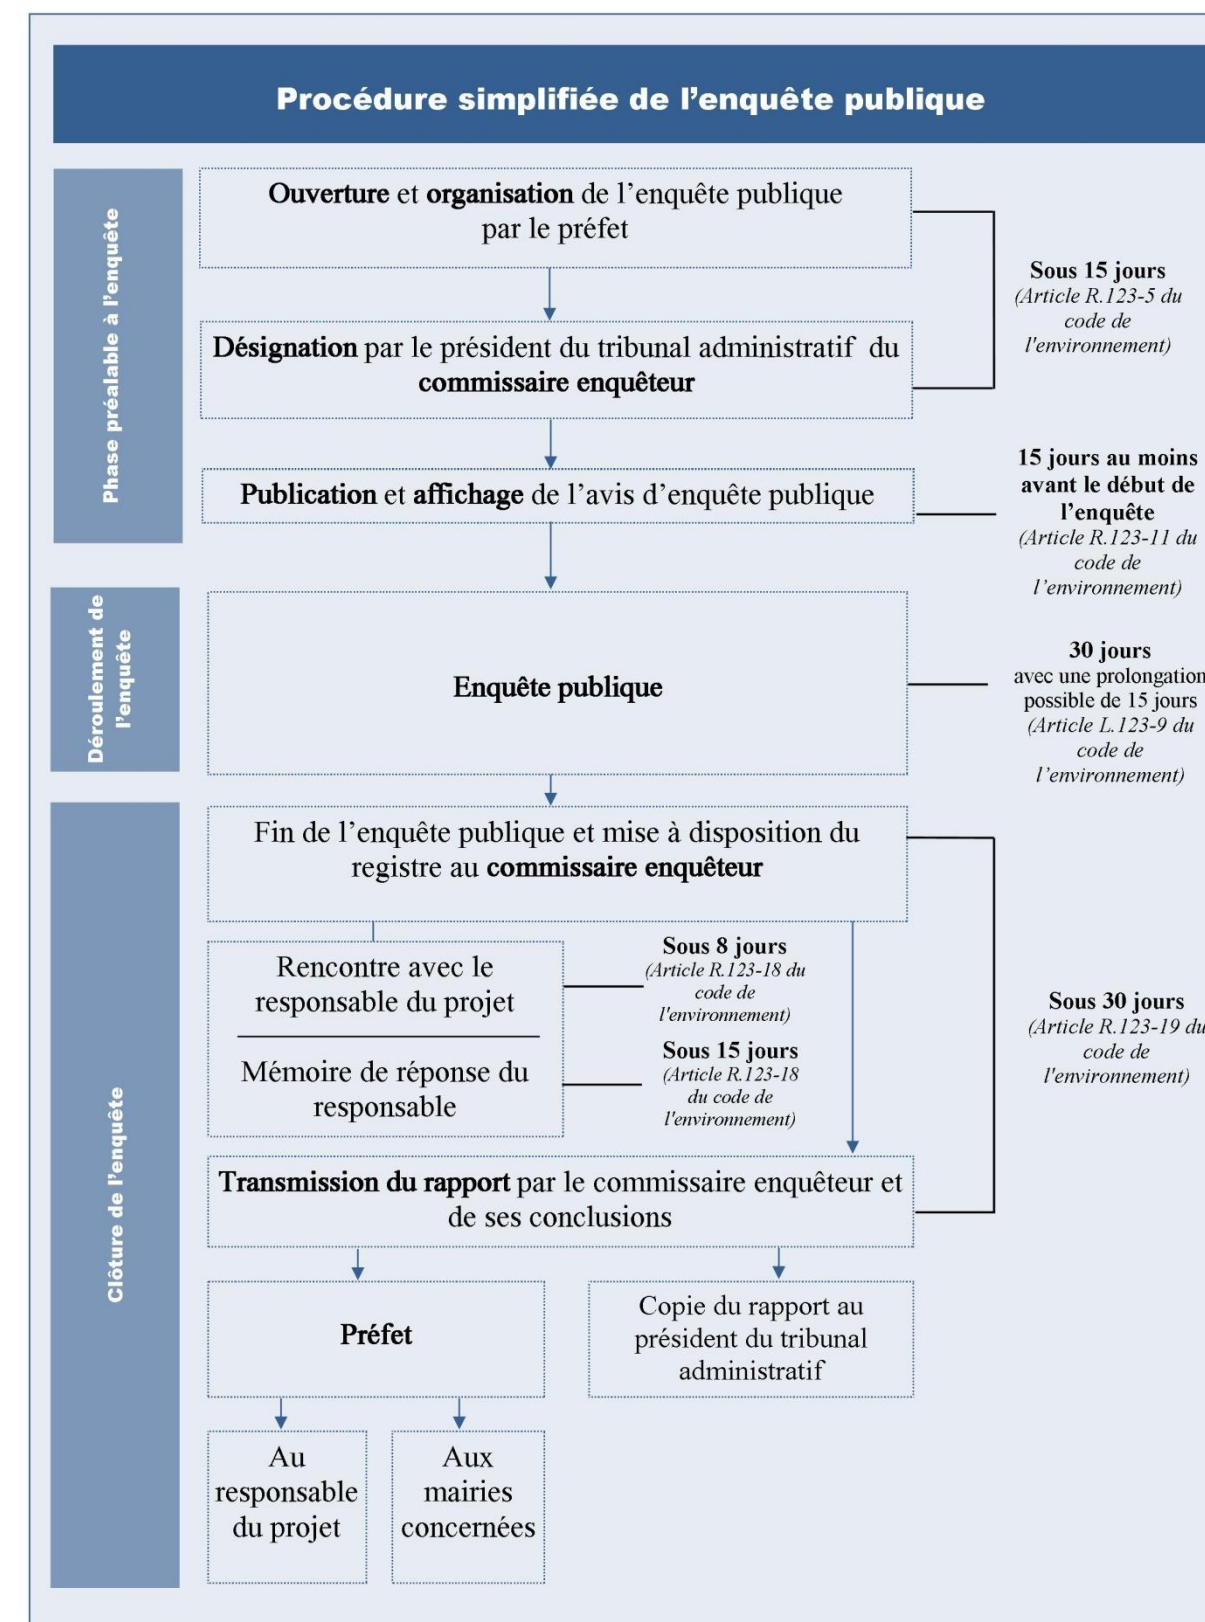 Procédure simplifiée de l'enquête publique
Phase préalable à l'enquête
Ouverture et organisation de l'enquête publique
par le préfet
Sous 15 jours
(Article R.123-5 du
code de
l'environnement)
Désignation par le président du tribunal administratif du
commissaire enquêteur
Publication et affichage de l'avis d'enquête publique
15 jours au moins
avant le début de
l'enquête
(Article R.123-11 du
code de
l'environnement)
Déroulement de
l'enquête
Enquête publique
30 jours
avec une prolongation
possible de 15 jours
(Article L.123-9 du
code de
l'environnement)
Clôture de l'enquête
Fin de l'enquête publique et mise à disposition du
registre au commissaire enquêteur
Rencontre avec le
responsable du projet
Sous 8 jours
(Article R.123-18 du
code de
l'environnement)
Mémoire de réponse du
responsable
Sous 15 jours
(Article R.123-18
du code de
l'environnement)
Sous 30 jours
(Article R.123-19 du
code de
l'environnement)
Transmission du rapport par le commissaire enquêteur et
de ses conclusions
Préfet
Copie du rapport au
président du tribunal
administratif
Au
responsable
du projet
Aux
mairies
concernées